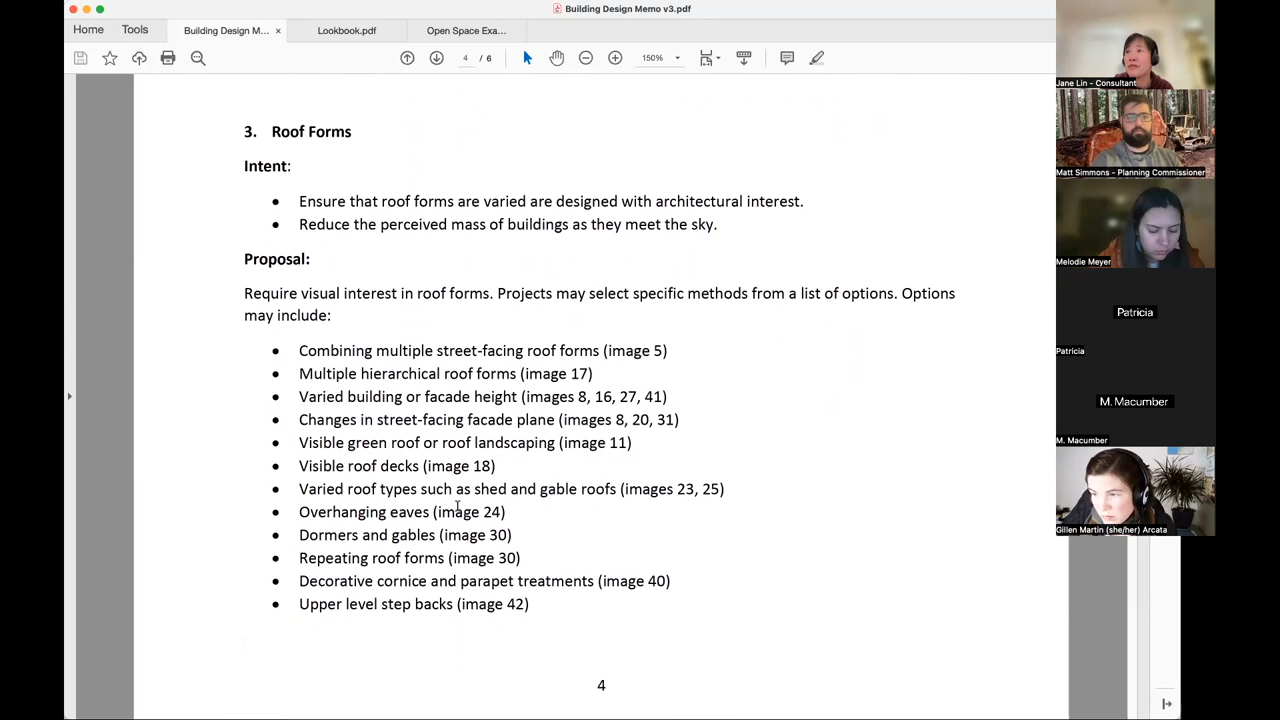 Building Design Memo v3.pdf
Home Tools Building Design M... × Lookbook.pdf Open Space Exa...
4 / 6 150%
3. Roof Forms
Intent:
• Ensure that roof forms are varied are designed with architectural interest.
• Reduce the perceived mass of buildings as they meet the sky.
Proposal:
Require visual interest in roof forms. Projects may select specific methods from a list of options. Options
may include:
• Combining multiple street-facing roof forms (image 5)
• Multiple hierarchical roof forms (image 17)
• Varied building or facade height (images 8, 16, 27, 41)
• Changes in street-facing facade plane (images 8, 20, 31)
• Visible green roof or roof landscaping (image 11)
• Visible roof decks (image 18)
• Varied roof types such as shed and gable roofs (images 23, 25)
• Overhanging eaves (image 24)
• Dormers and gables (image 30)
• Repeating roof forms (image 30)
• Decorative cornice and parapet treatments (image 40)
• Upper level step backs (image 42)
4
Jane Lin - Consultant
Matt Simmons - Planning Commissioner
Melodie Meyer
Patricia
Patricia
M. Macumber
M. Macumber
Gillen Martin (she/her) Arcata